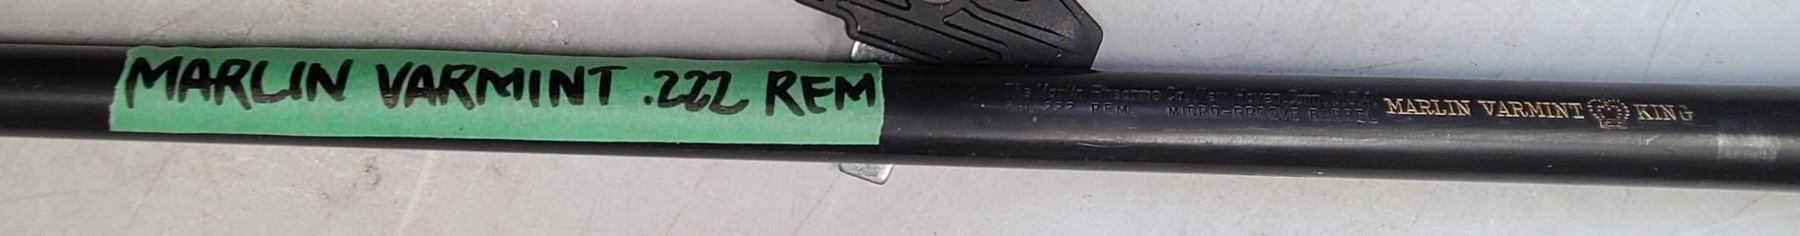 MARLIN VARMINT .222 REM
The Marlin Firearms Co. New Haven, Conn. U.S.A.
CAL. 222 REM. MICRO-GROOVE BARREL
MARLIN VARMINT KING